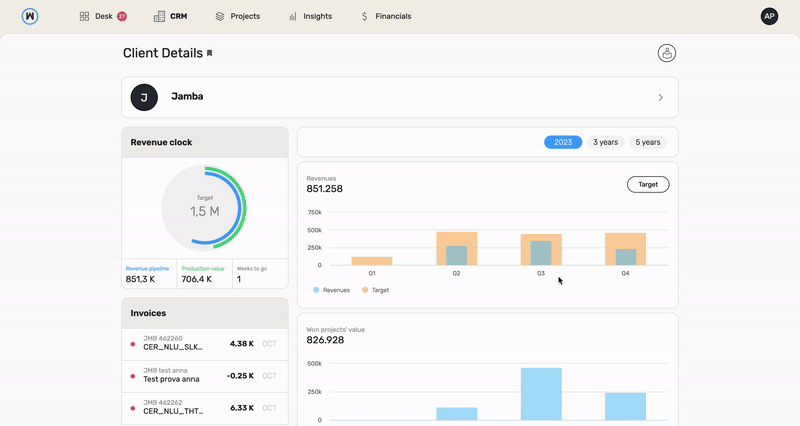 W
Desk 27
CRM
Projects
Insights
$ Financials
AP
Client Details
J
Jamba
Revenue clock
Target
1,5 M
Revenue pipeline
851,3 K
Production value
706,4 K
Weeks to go
1
Invoices
JMB 462260
CER_NLU_SLK...
4,38 K OCT
JMB test anna
Test prova anna
-0,25 K OCT
JMB 462262
CER_NLU_THT...
6,33 K OCT
2023 3 years 5 years
Revenues
851.258
Target
750k
500k
250k
0
Q1 Q2 Q3 Q4
Revenues Target
Won projects' value
826.928
500k
250k
0